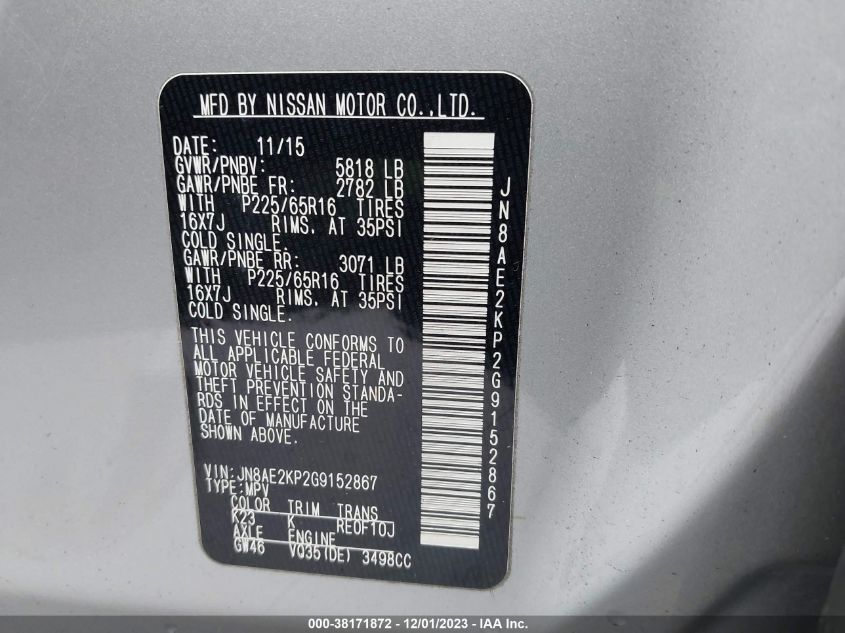 MFD BY NISSAN MOTOR CO.,LTD.
DATE: 11/15
GVWR/PNBV: 5818 LB
GAWR/PNBE FR: 2782 LB
WITH P225/65R16 TIRES
16X7J RIMS. AT 35PSI
COLD SINGLE.
GAWR/PNBE RR: 3071 LB
WITH P225/65R16 TIRES
16X7J RIMS. AT 35PSI
COLD SINGLE.
THIS VEHICLE CONFORMS TO
ALL APPLICABLE FEDERAL
MOTOR VEHICLE SAFETY AND
THEFT PREVENTION STANDA-
RDS IN EFFECT ON THE
DATE OF MANUFACTURE
SHOWN ABOVE.
VIN:JN8AE2KP2G9152867
TYPE:MPV
COLOR TRIM TRANS
K23 K REOF10J
AXLE ENGINE
GW46 VQ35(DE) 3498CC
JN8AE2KP2G9152867
000-38171872 - 12/01/2023 - IAA Inc.